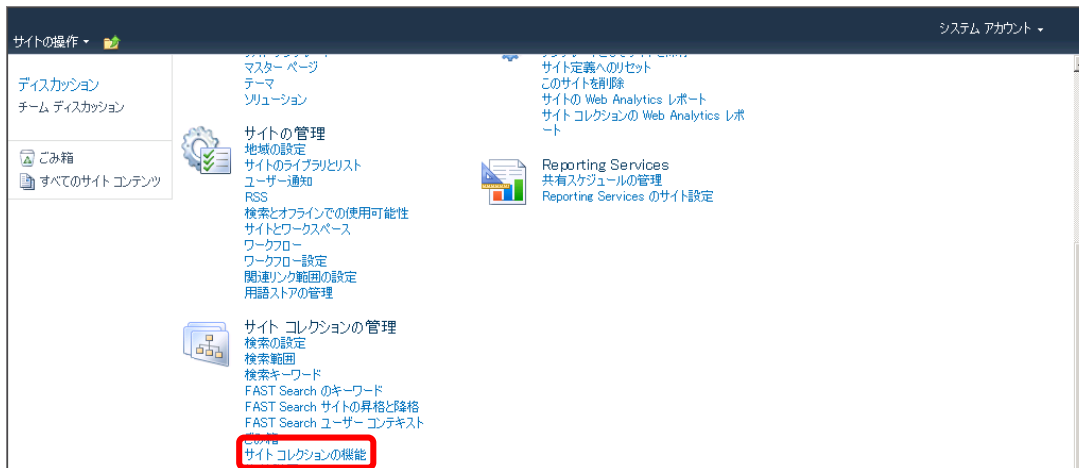 システム アカウント
サイトの操作
ディスカッション
チーム ディスカッション
ごみ箱
すべてのサイト コンテンツ
マスター ページ
テーマ
ソリューション
サイトの管理
地域の設定
サイトのライブラリとリスト
ユーザー通知
RSS
検索とオフラインでの使用可能性
サイトとワークスペース
ワークフロー
ワークフロー設定
関連リンク範囲の設定
用語ストアの管理
サイト コレクションの管理
検索の設定
検索範囲
検索キーワード
FAST Search のキーワード
FAST Search サイトの昇格と降格
FAST Search ユーザー コンテキスト
ごみ箱
サイト コレクションの機能
サイト定義へのリセット
このサイトを削除
サイトの Web Analytics レポート
サイト コレクションの Web Analytics レポ
ート
Reporting Services
共有スケジュールの管理
Reporting Services のサイト設定